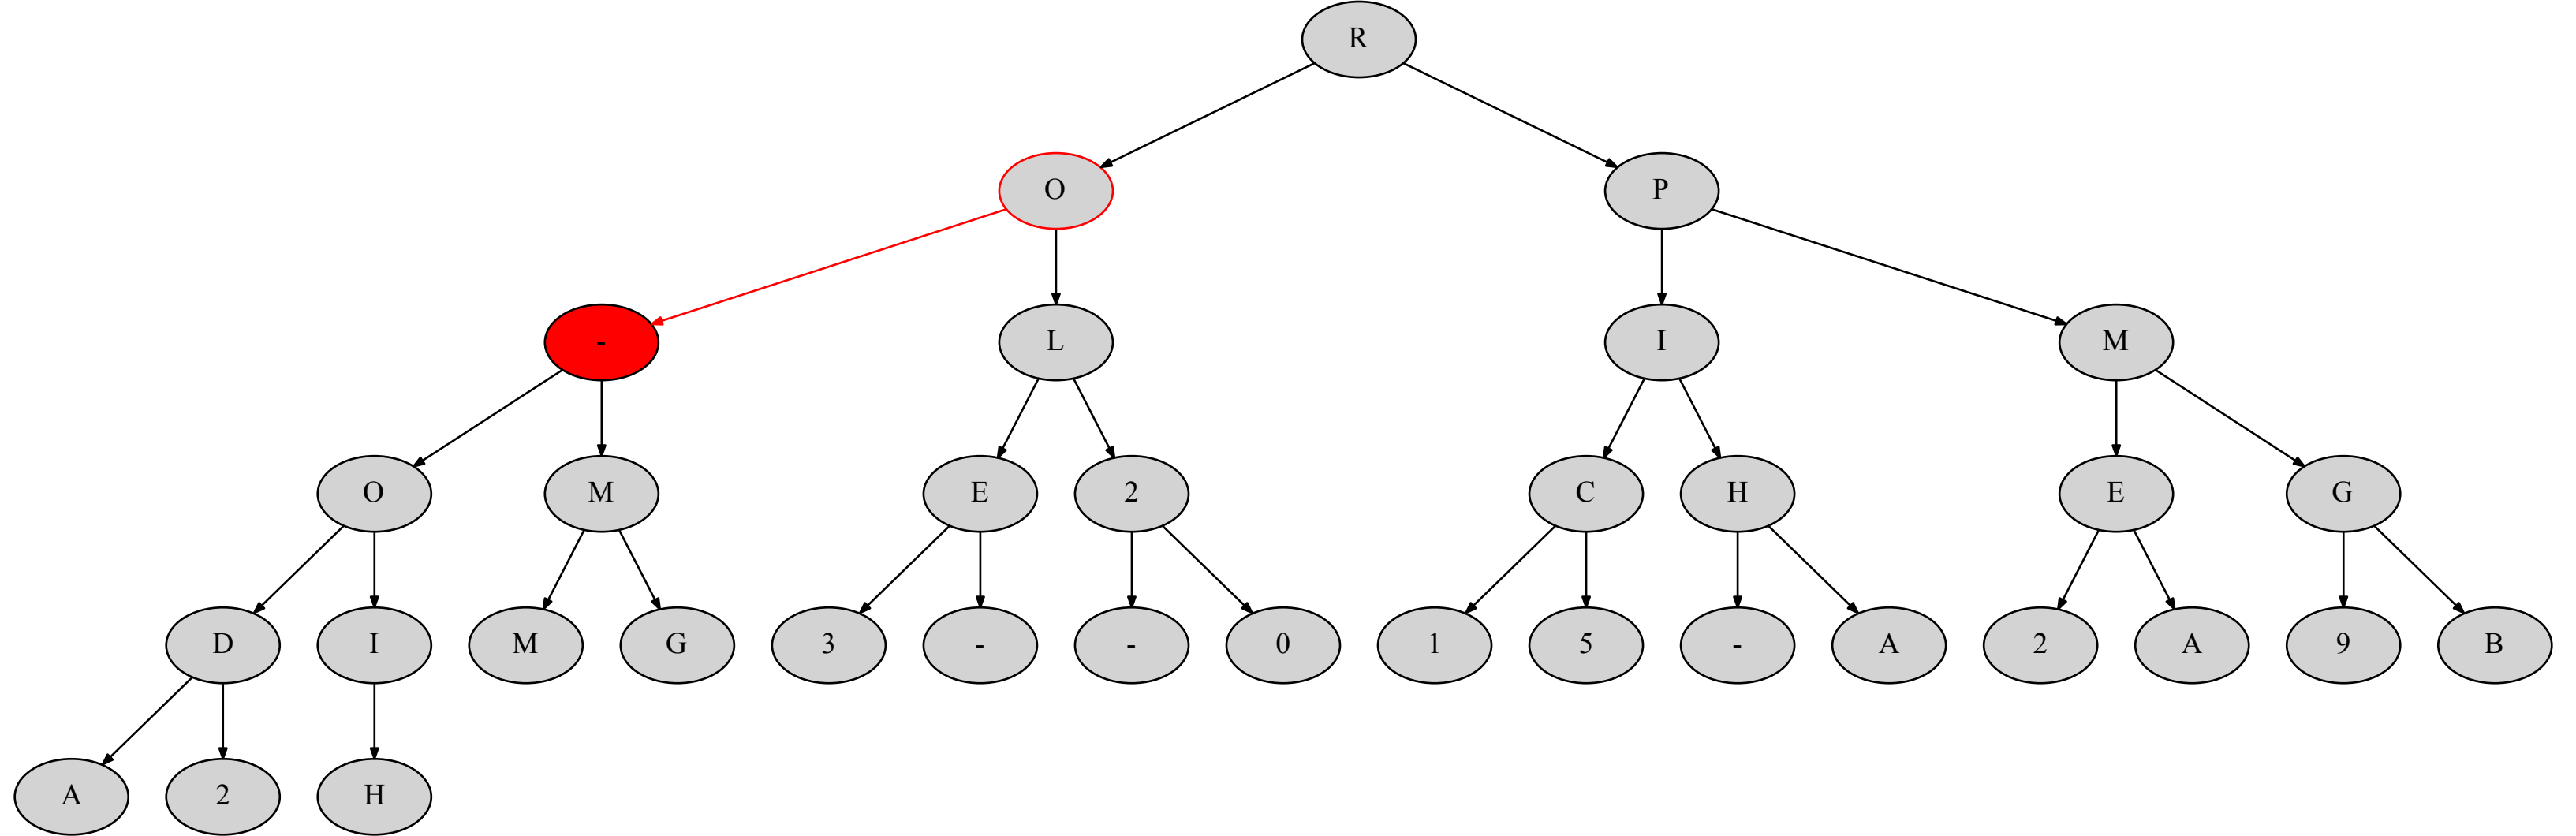 R
O P
- L I M
O M E 2 C H E G
D I M G 3 - - 0 1 5 - A 2 A 9 B
A 2 H